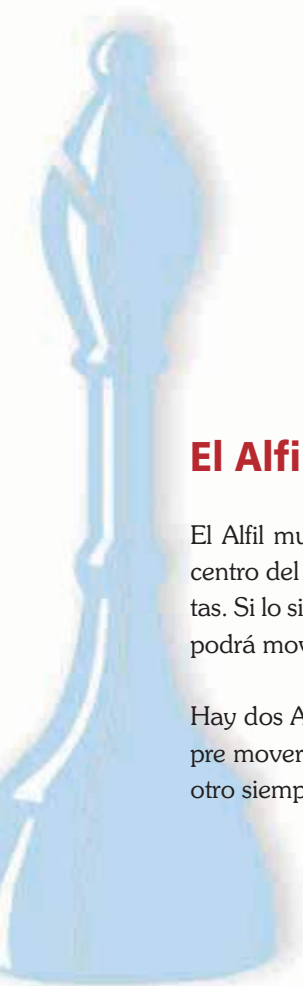 El Alfi
El Alfil mu
centro del
tas. Si lo si
podrá mov
Hay dos A
pre mover
otro siemp